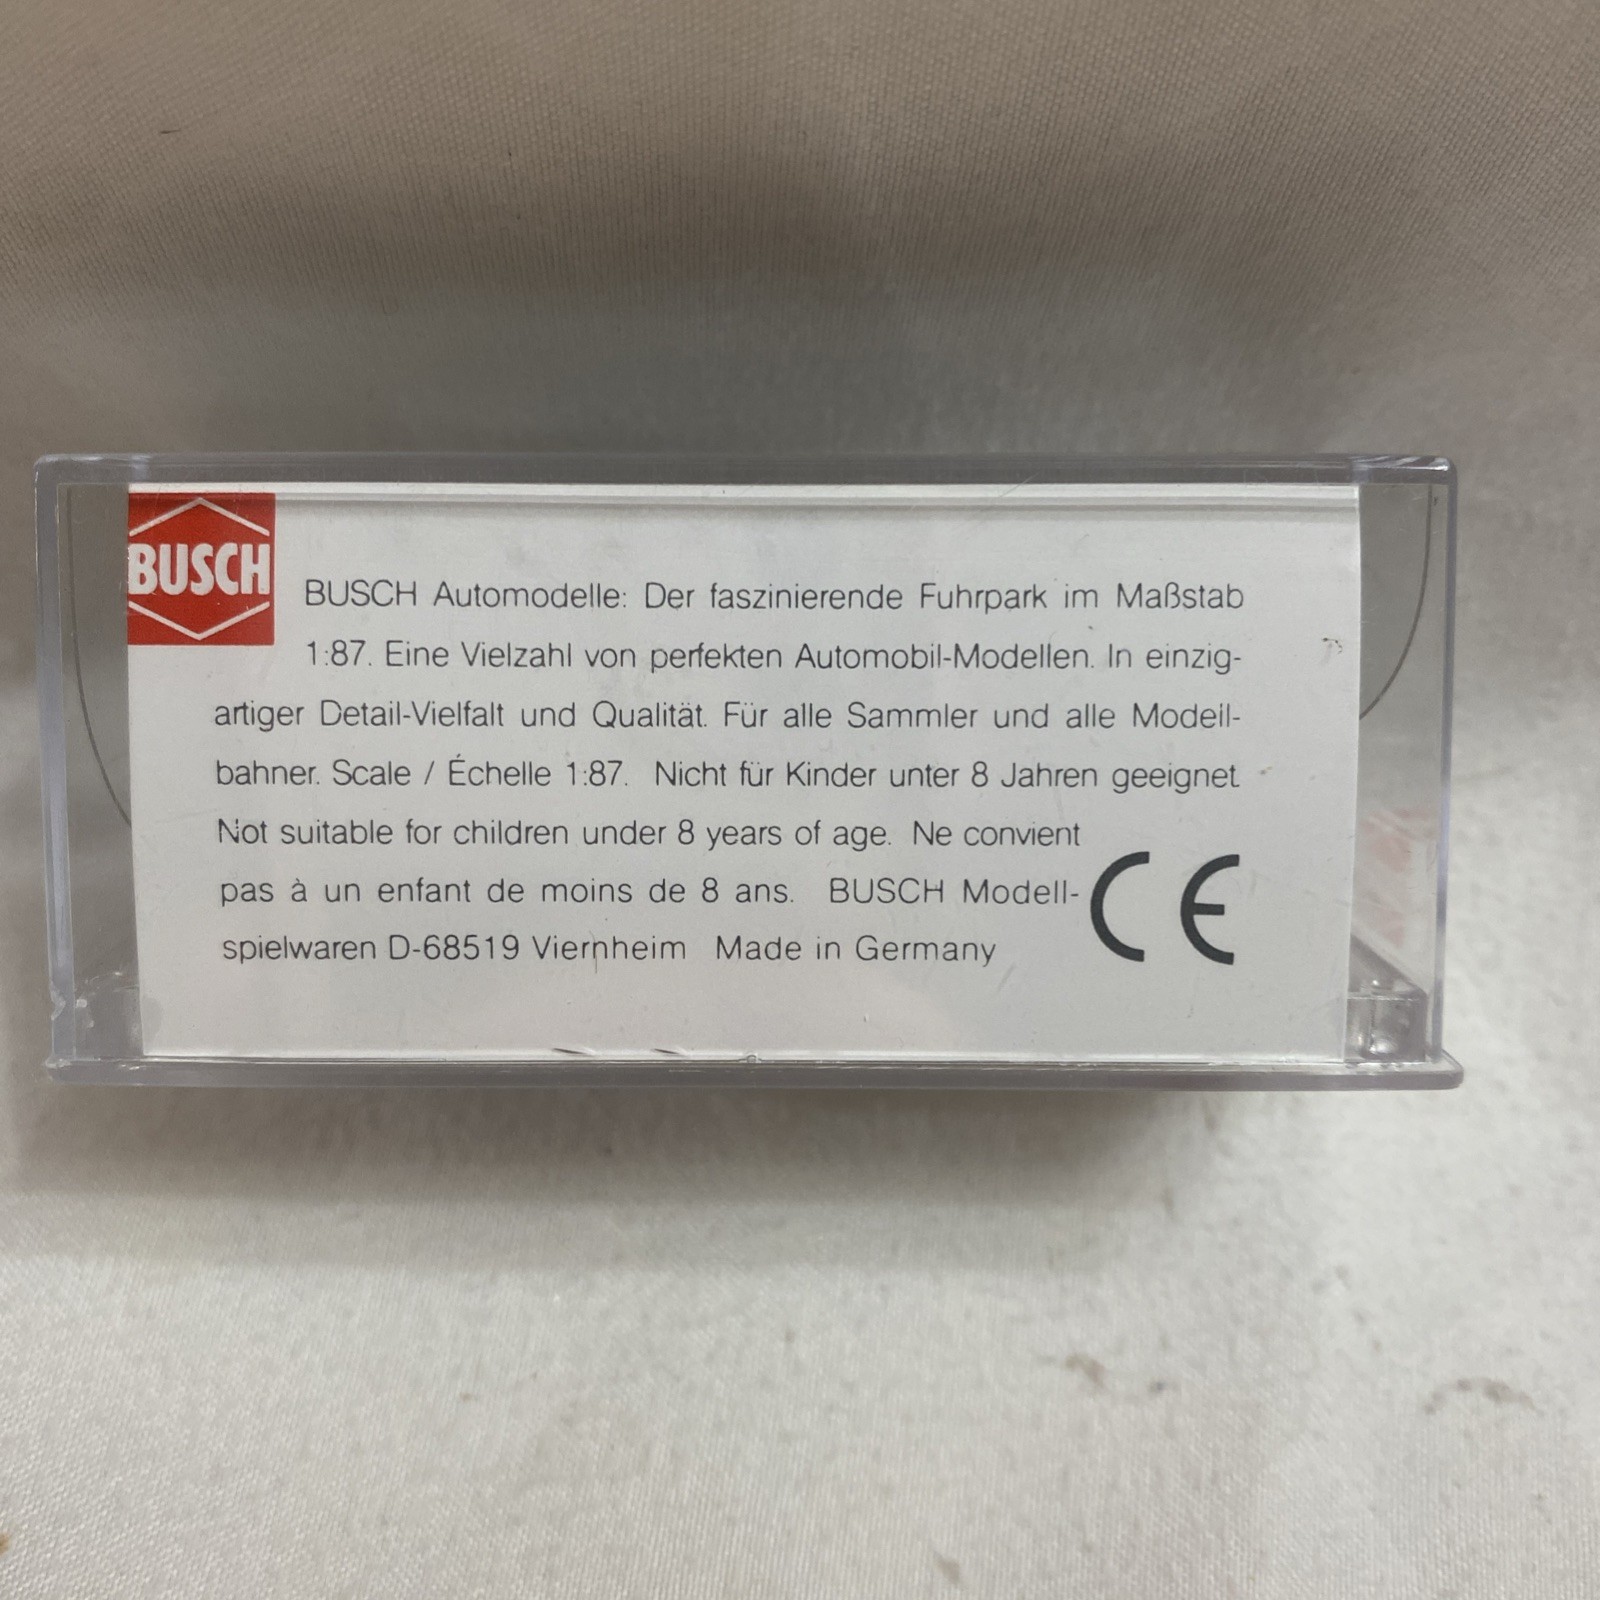 BUSCH
BUSCH Automodelle: Der faszinierende Fuhrpark im Maßstab
1:87. Eine Vielzahl von perfekten Automobil-Modellen. In einzig-
artiger Detail-Vielfalt und Qualität. Für alle Sammler und alle Modell-
bahner. Scale / Échelle 1:87. Nicht für Kinder unter 8 Jahren geeignet.
Not suitable for children under 8 years of age. Ne convient
pas à un enfant de moins de 8 ans. BUSCH Modell-
spielwaren D-68519 Viernheim Made in Germany
CE